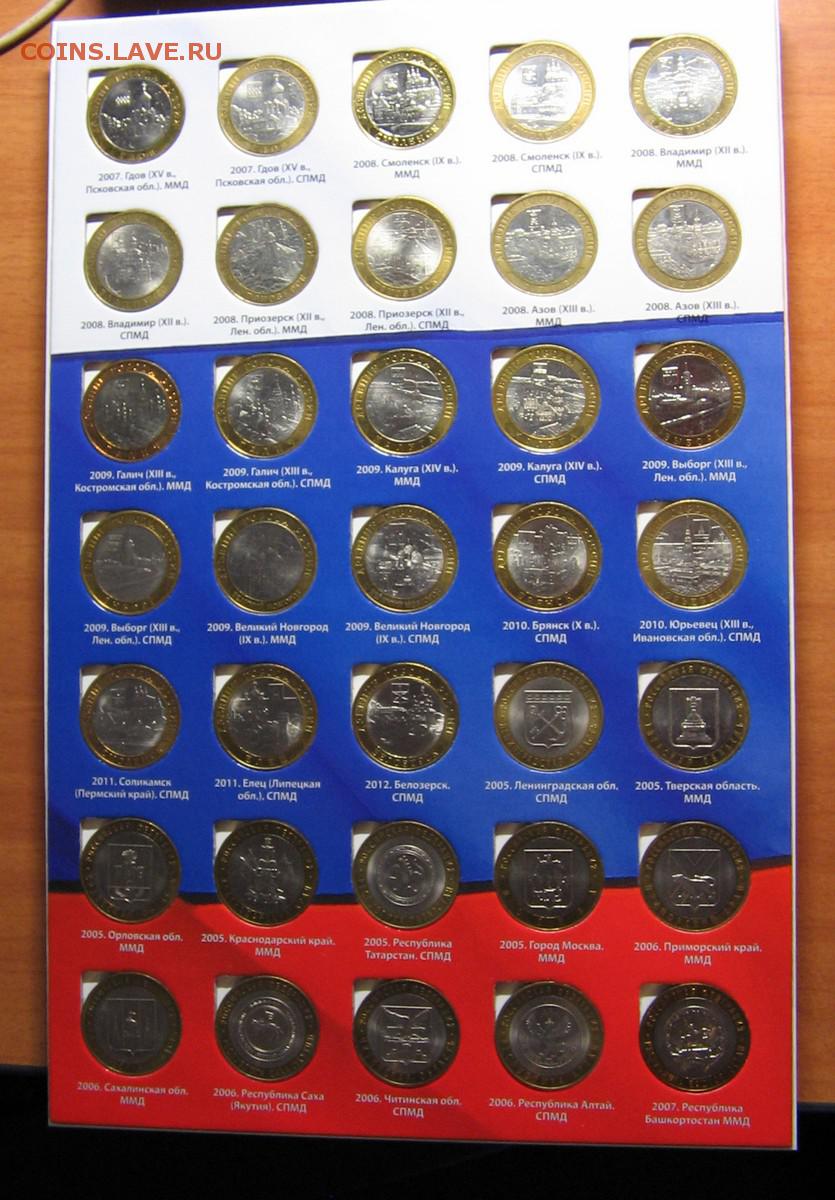 COINS.LAVE.RU
2007. Гдов (XV в.,
Псковская обл.). ММД
2007. Гдов (XV в.,
Псковская обл.). СПМД
2008. Смоленск (IX в.).
ММД
2008. Смоленск (IX в.).
СПМД
2008. Владимир (XII в.).
ММД
2008. Владимир (XII в.).
СПМД
2008. Приозерск (XII в.,
Лен. обл.). ММД
2008. Приозерск (XII в.,
Лен. обл.). СПМД
2008. Азов (XIII в.).
ММД
2008. Азов (XIII в.).
СПМД
2009. Галич (XIII в.,
Костромская обл.). ММД
2009. Галич (XIII в.,
Костромская обл.). СПМД
2009. Калуга (XIV в.).
ММД
2009. Калуга (XIV в.).
СПМД
2009. Выборг (XIII в.,
Лен. обл.). ММД
2009. Выборг (XIII в.,
Лен. обл.). СПМД
2009. Великий Новгород
(IX в.). ММД
2009. Великий Новгород
(IX в.). СПМД
2010. Брянск (X в.).
СПМД
2010. Юрьевец (XIII в.,
Ивановская обл.). СПМД
2011. Соликамск
(Пермский край). СПМД
2011. Елец (Липецкая
обл.). СПМД
2012. Белозерск.
СПМД
2005. Ленинградская обл.
СПМД
2005. Тверская область.
ММД
2005. Орловская обл.
ММД
2005. Краснодарский край.
ММД
2005. Республика
Татарстан. СПМД
2005. Город Москва.
ММД
2006. Приморский край.
ММД
2006. Сахалинская обл.
ММД
2006. Республика Саха
(Якутия). СПМД
2006. Читинская обл.
СПМД
2006. Республика Алтай.
СПМД
2007. Республика
Башкортостан ММД